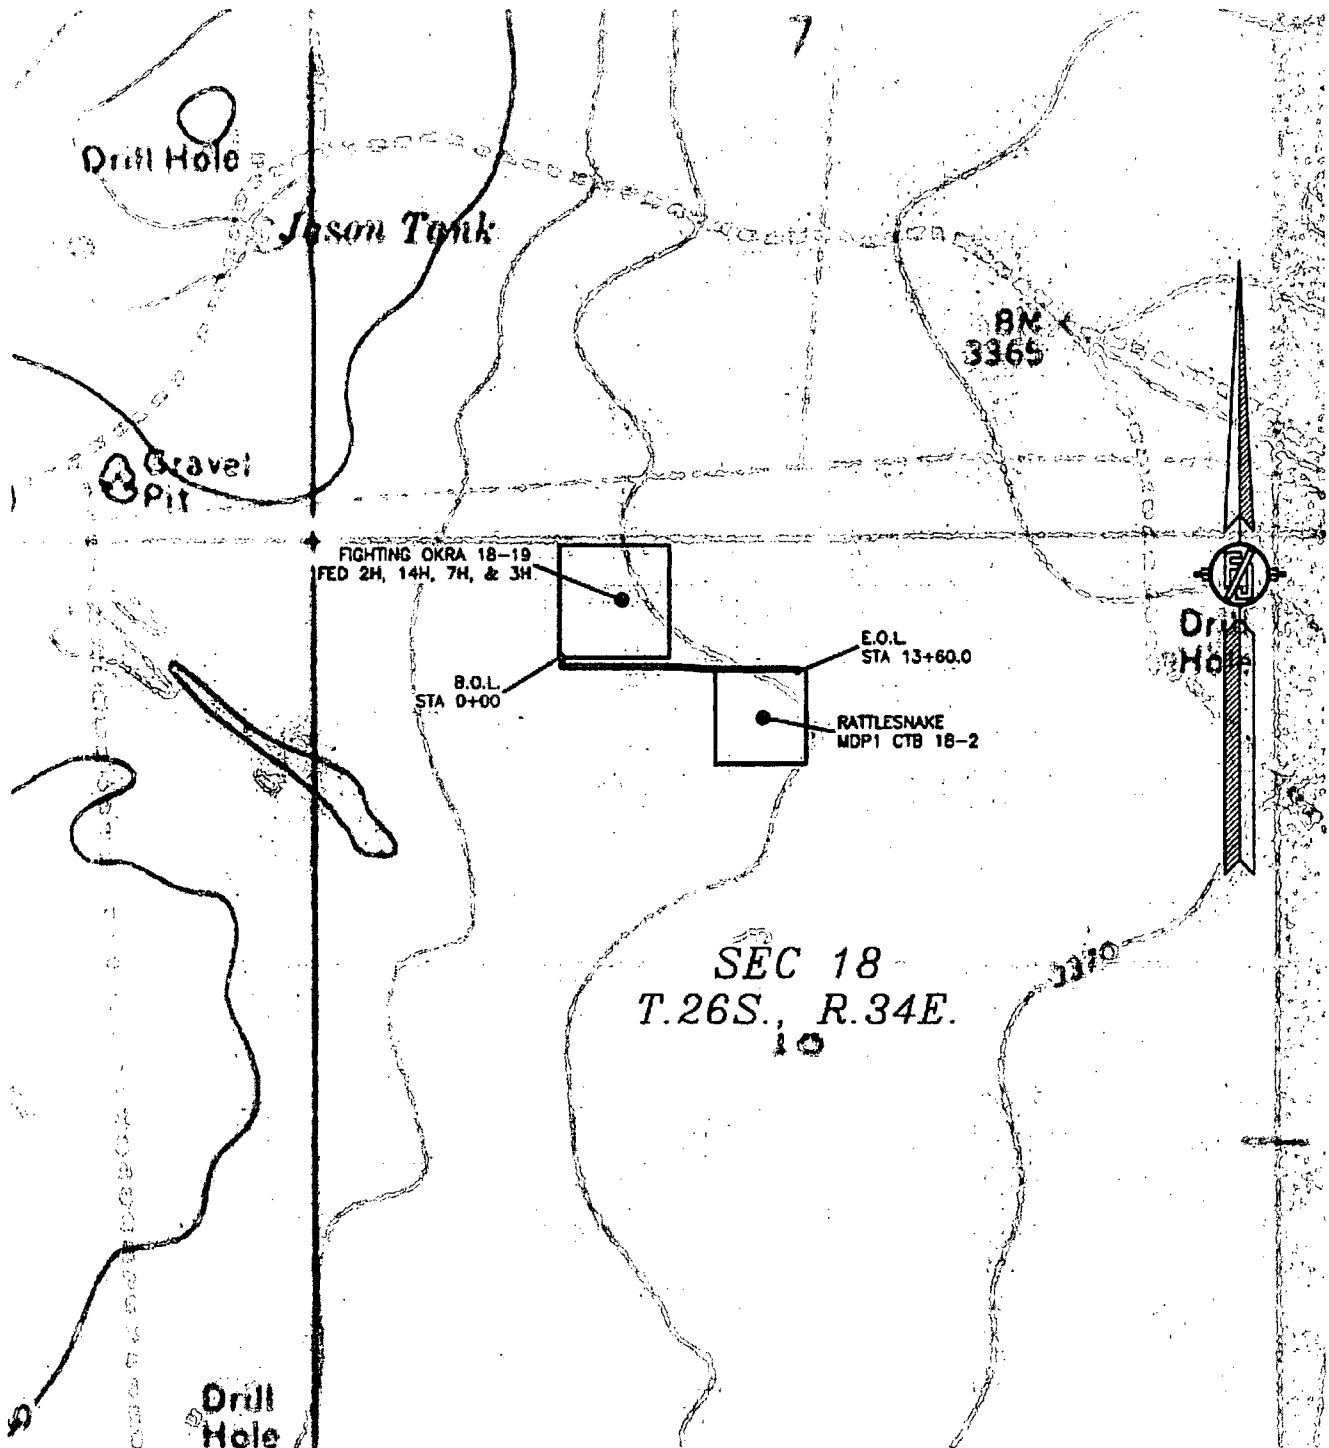 7
Drill Hole
Jason Tank
BM
3365
Gravel
Pit
FIGHTING OKRA 18-19
FED 2H, 14H, 7H, & 3H
Drill
Hole
E.O.L.
STA 13+60.0
B.O.L.
STA 0+00
RATTLESNAKE
MDP1 CTB 18-2
SEC 18
T.26S., R.34E.
3370
Drill
Hole